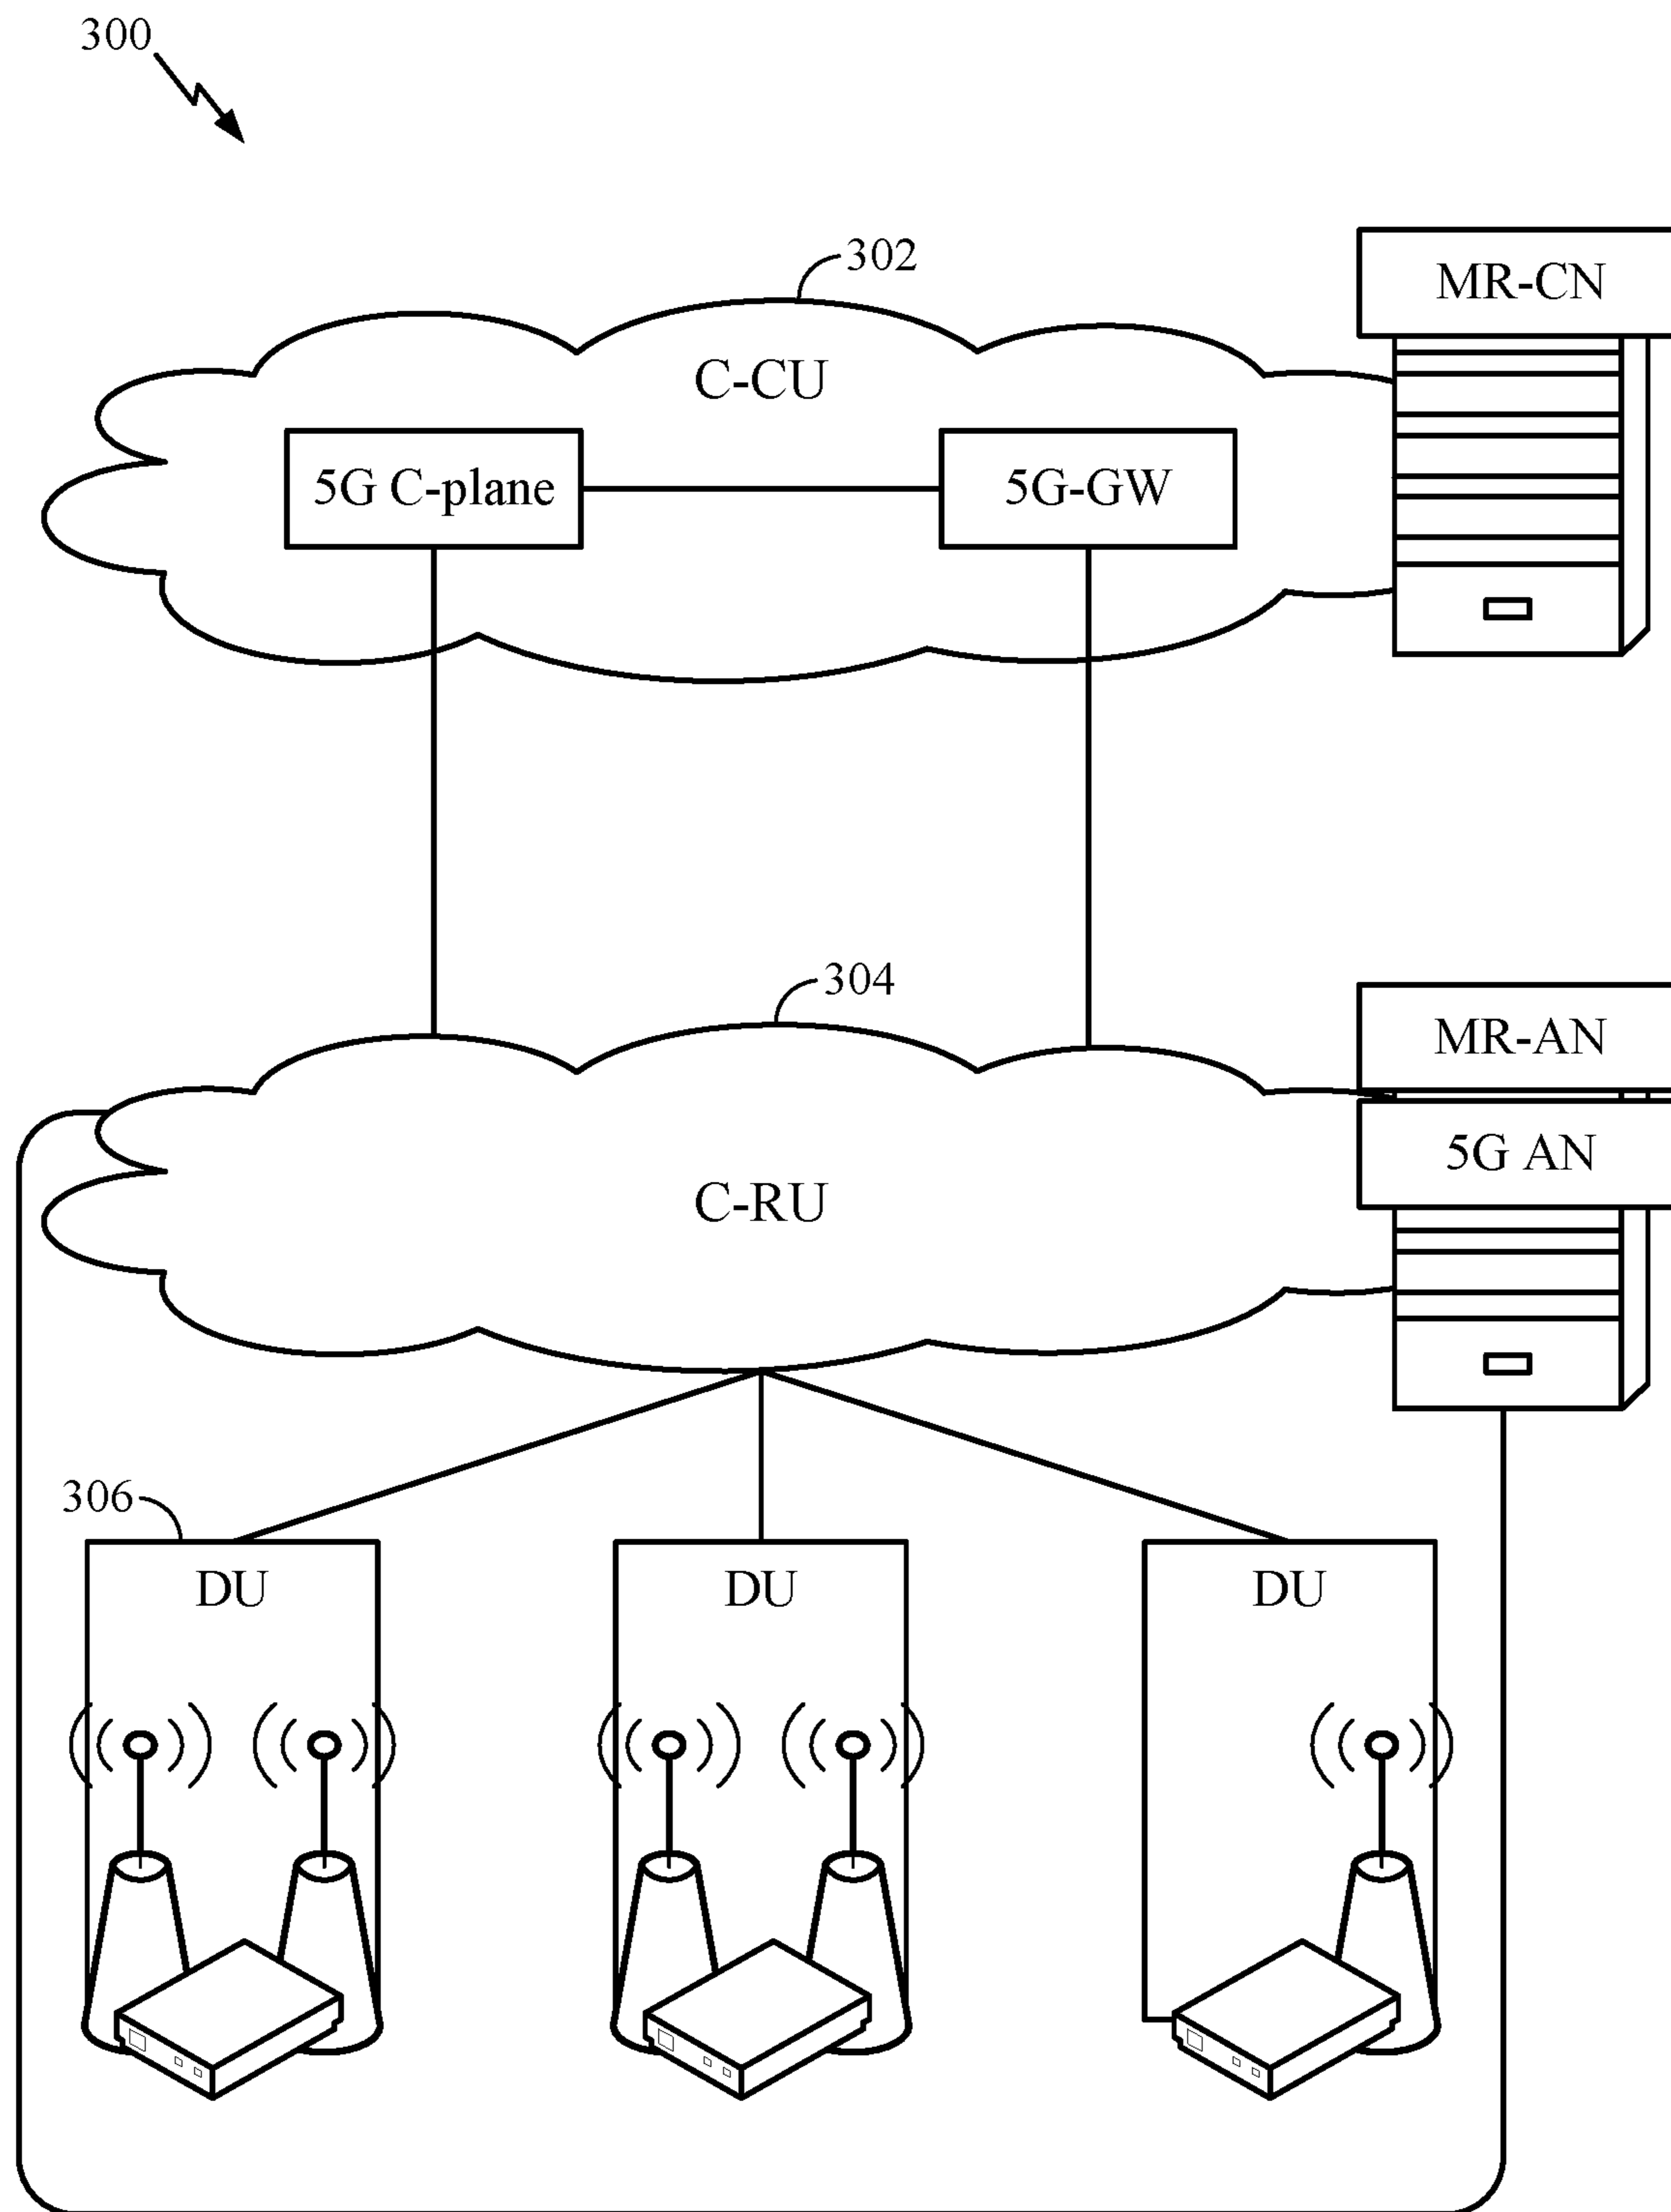 300
302
MR-CN
C-CU
5G C-plane
5G-GW
304
MR-AN
5G AN
C-RU
306
DU
DU
DU